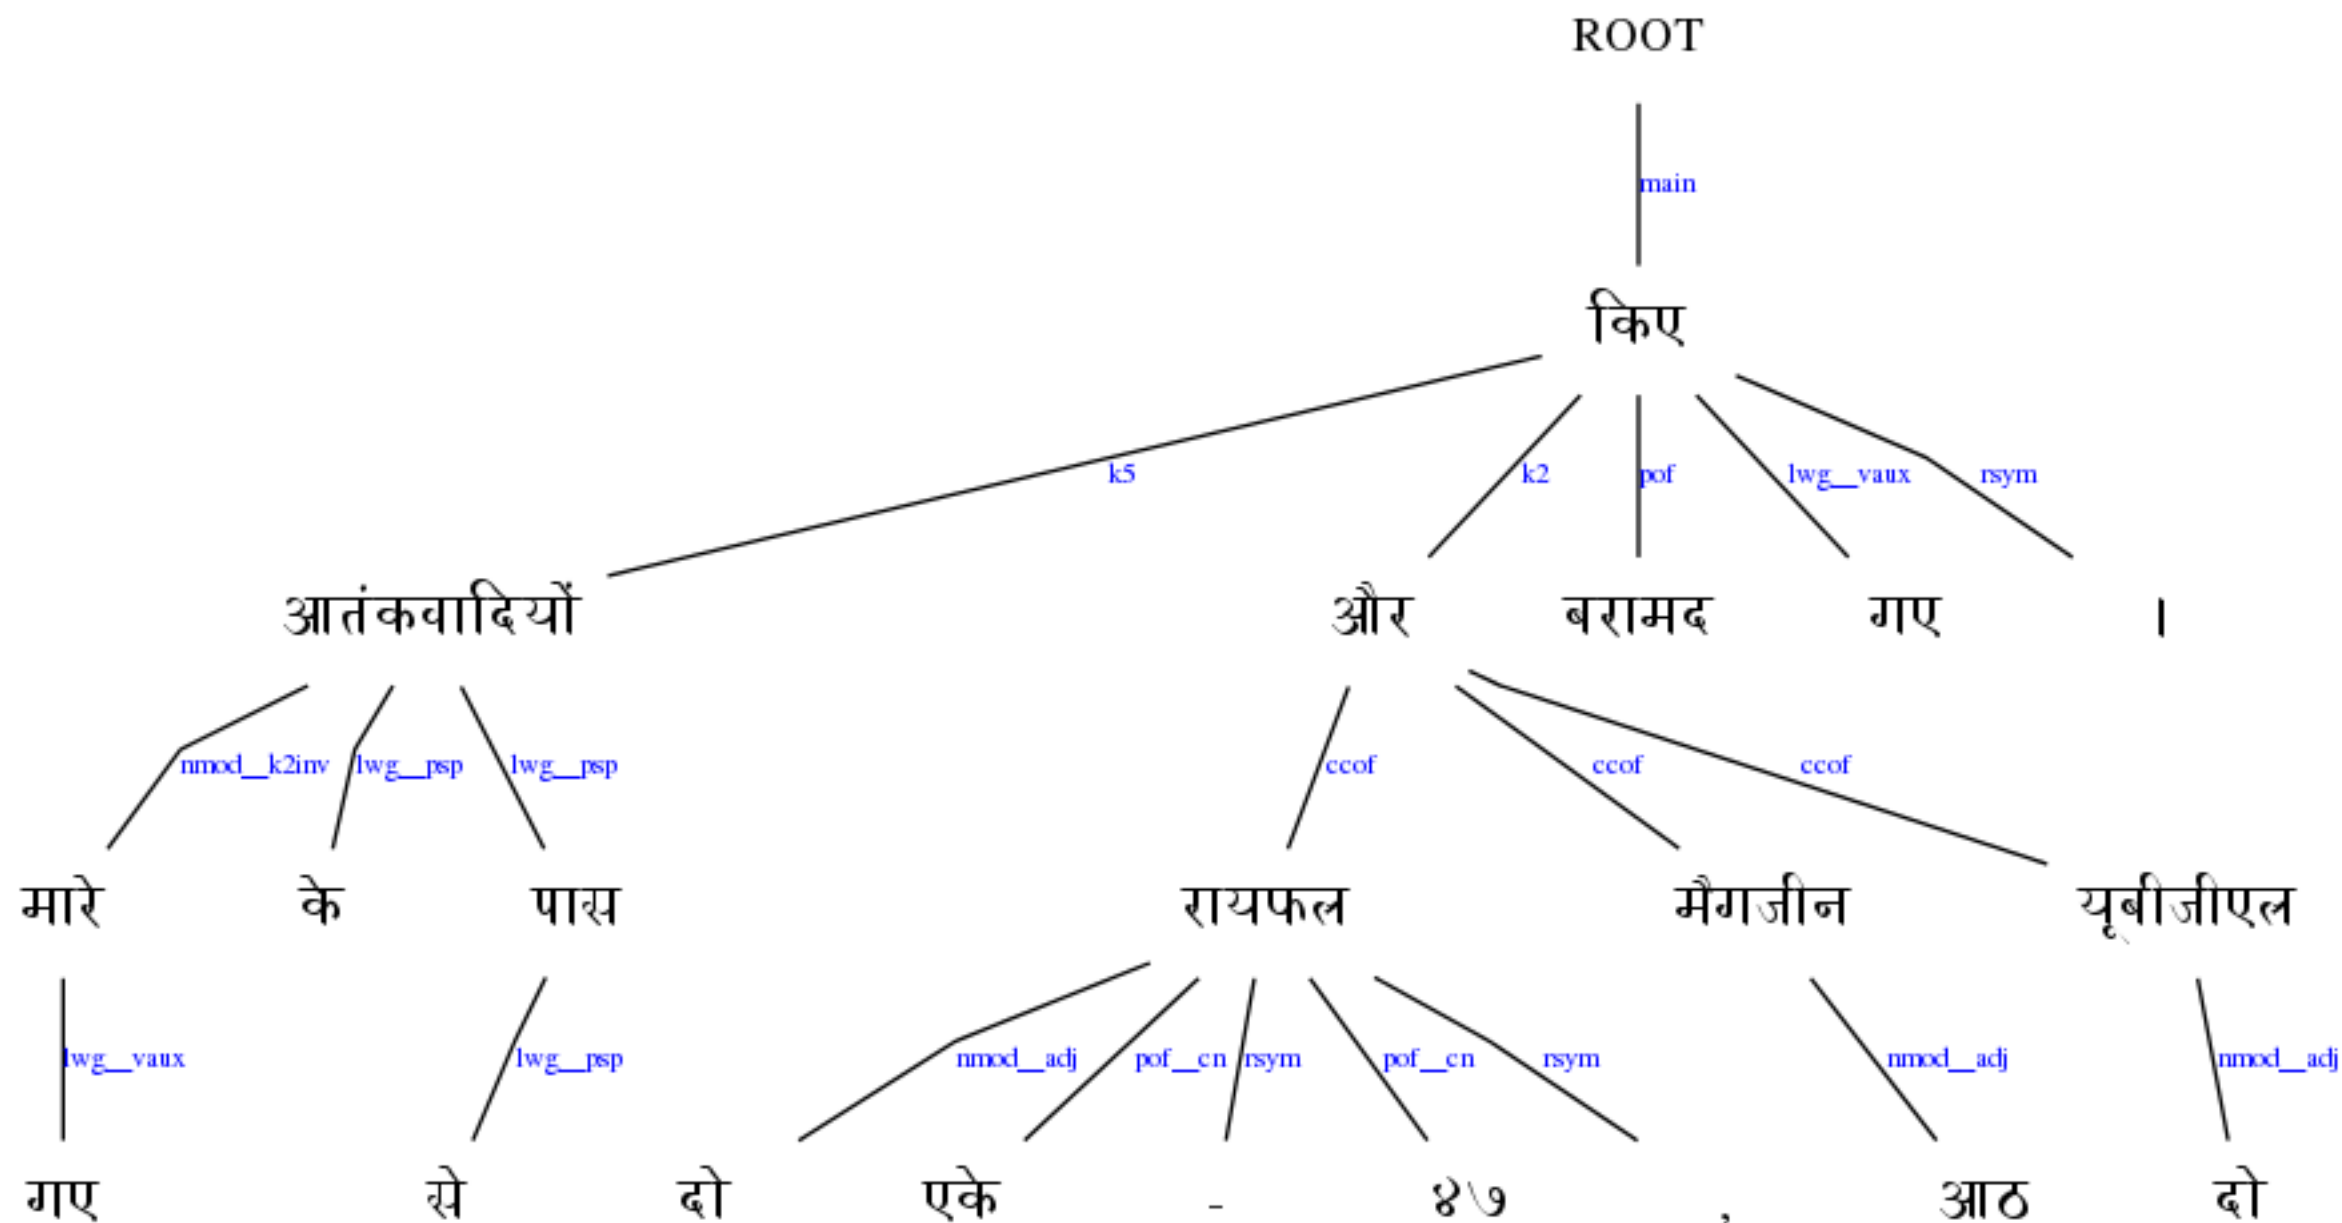 ROOT
main
किए
k5 k2 pof lwg__vaux rsym
आतंकवादियों और बरामद गए ।
nmod__k2inv lwg__psp lwg__psp ccof ccof ccof
मारे के पास रायफल मैगजीन यूबीजीएल
lwg__vaux lwg__psp nmod__adj pof__cn rsym pof__cn rsym nmod__adj nmod__adj
गए से दो एके - ४७ , आठ दो